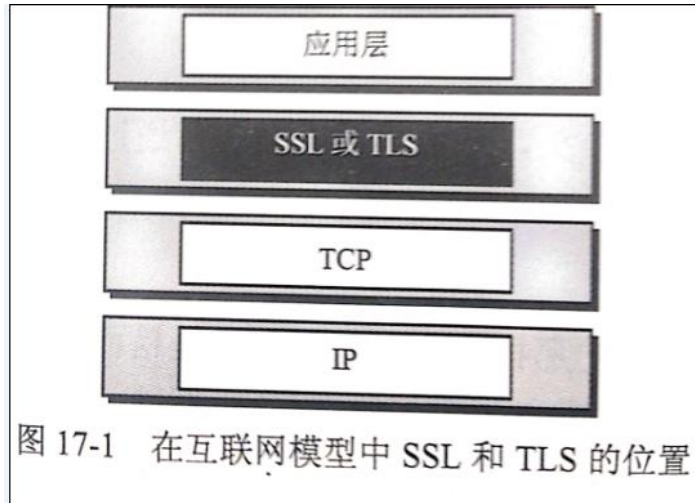 应用层
SSL 或 TLS
TCP
IP
图 17-1 在互联网模型中 SSL 和 TLS 的位置